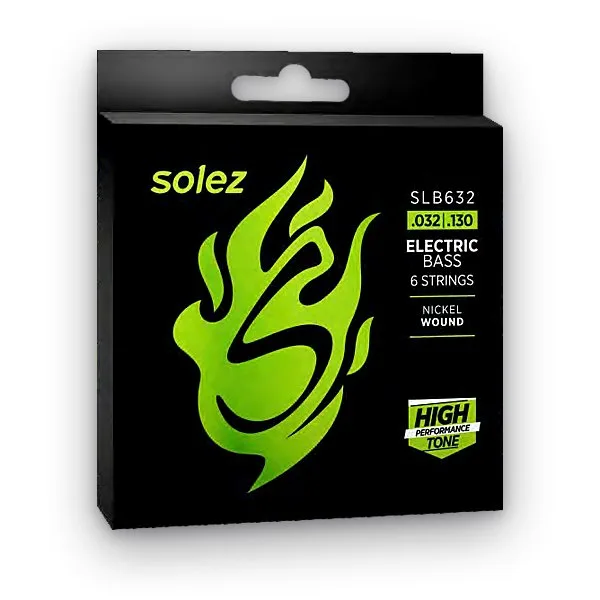 solez
SLB632
.032|.130
ELECTRIC
BASS
6 STRINGS
NICKEL
WOUND
HIGH
PERFORMANCE
TONE